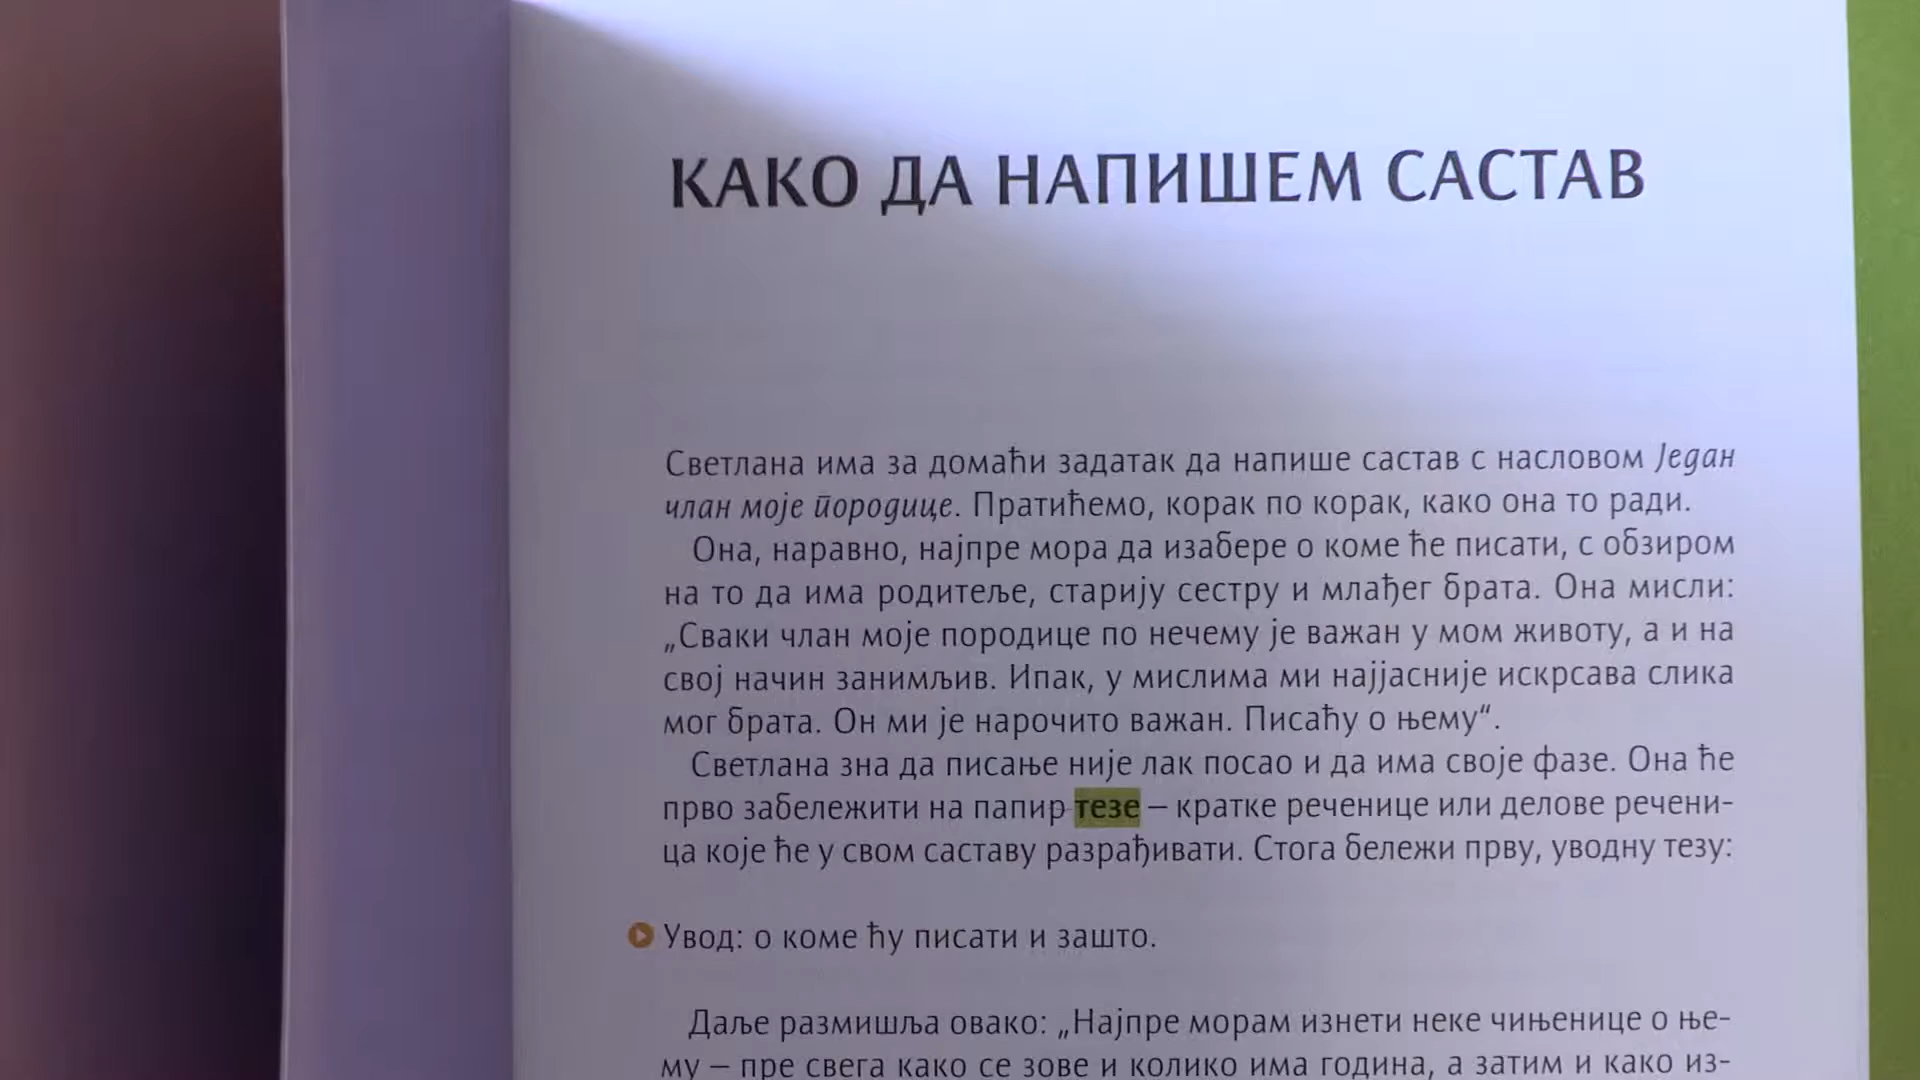 КАКО ДА НАПИШЕМ САСТАВ
Светлана има за домаћи задатак да напише састав с насловом Један
члан моје породице. Пратићемо, корак по корак, како она то ради.
Она, наравно, најпре мора да изабере о коме ће писати, с обзиром
на то да има родитеље, старију сестру и млађег брата. Она мисли:
„Сваки члан моје породице по нечему је важан у мом животу, а и на
свој начин занимљив. Ипак, у мислима ми најјасније искрсава слика
мог брата. Он ми је нарочито важан. Писаћу о њему“.
Светлана зна да писање није лак посао и да има своје фазе. Она ће
прво забележити на папир тезе – кратке реченице или делове речени-
ца које ће у свом саставу разрађивати. Стога бележи прву, уводну тезу:
Увод: о коме ћу писати и зашто.
Даље размишља овако: „Најпре морам изнети неке чињенице о ње-
му – пре свега како се зове и колико има година, а затим и како из-